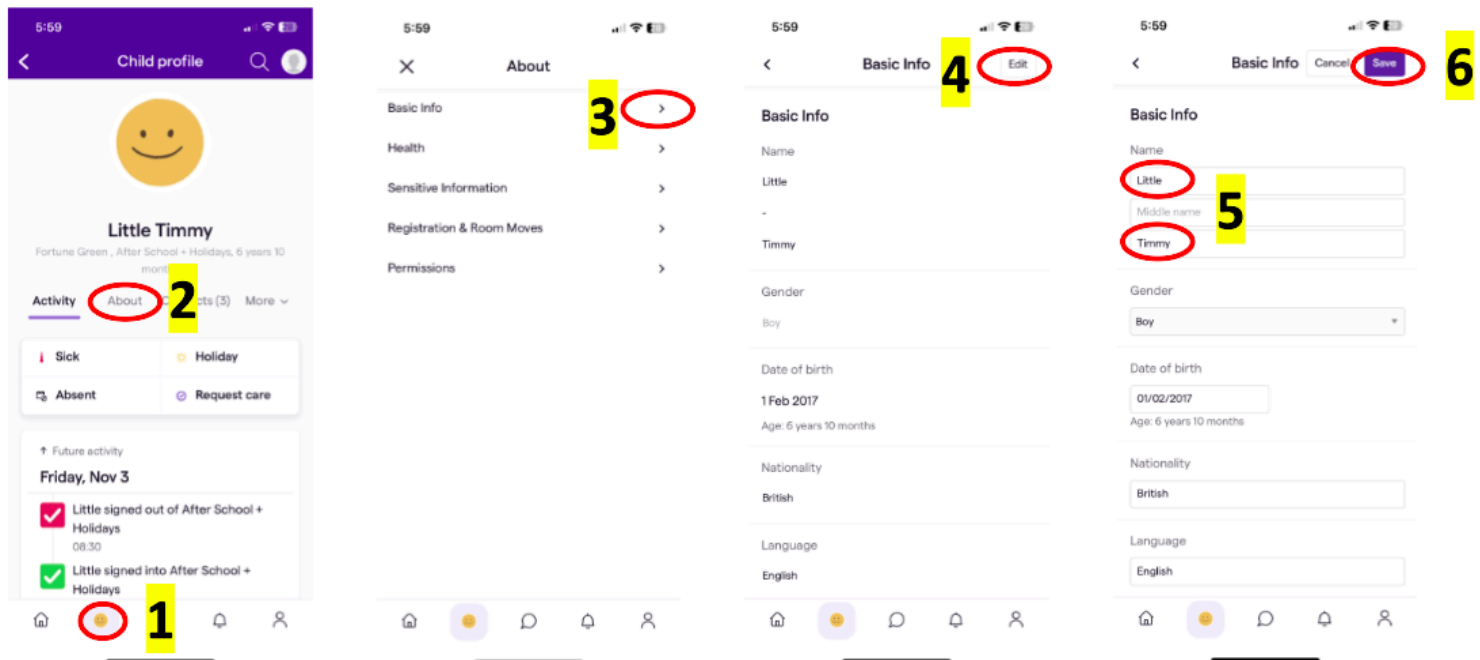 5:59
Child profile
Little Timmy
Fortune Green , After School + Holidays, 6 years 10
Activity
About
(3)
More
2
Sick
Holiday
Absent
Request care
Future activity
Friday, Nov 3
Little signed out of After School +
Holidays
08:30
Little signed into After School +
Holidays
1
5:59
About
Basic Info
3
Health
Sensitive Information
Registration & Room Moves
Permissions
5:59
Basic Info
4
Edit
Basic Info
Name
Little
-
Timmy
Gender
Boy
Date of birth
1 Feb 2017
Age: 6 years 10 months
Nationality
British
Language
English
5:59
Basic Info
Cancel
Save
6
Basic Info
Name
Little
Middle name
5
Timmy
Gender
Boy
Date of birth
01/02/2017
Age: 6 years 10 months
Nationality
British
Language
English